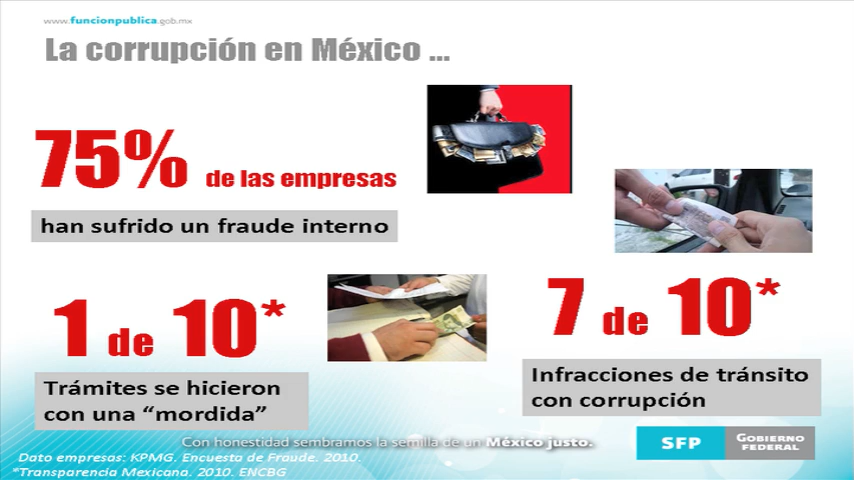 www.funcionpublica.gob.mx
La corrupción en México ...
75% de las empresas
han sufrido un fraude interno
1 de 10*
Trámites se hicieron
con una “mordida”
7 de 10*
Infracciones de tránsito
con corrupción
Con honestidad sembramos la semilla de un México justo.
SFP
GOBIERNO
FEDERAL
Dato empresas: KPMG. Encuesta de Fraude. 2010.
*Transparencia Mexicana. 2010. ENCBG